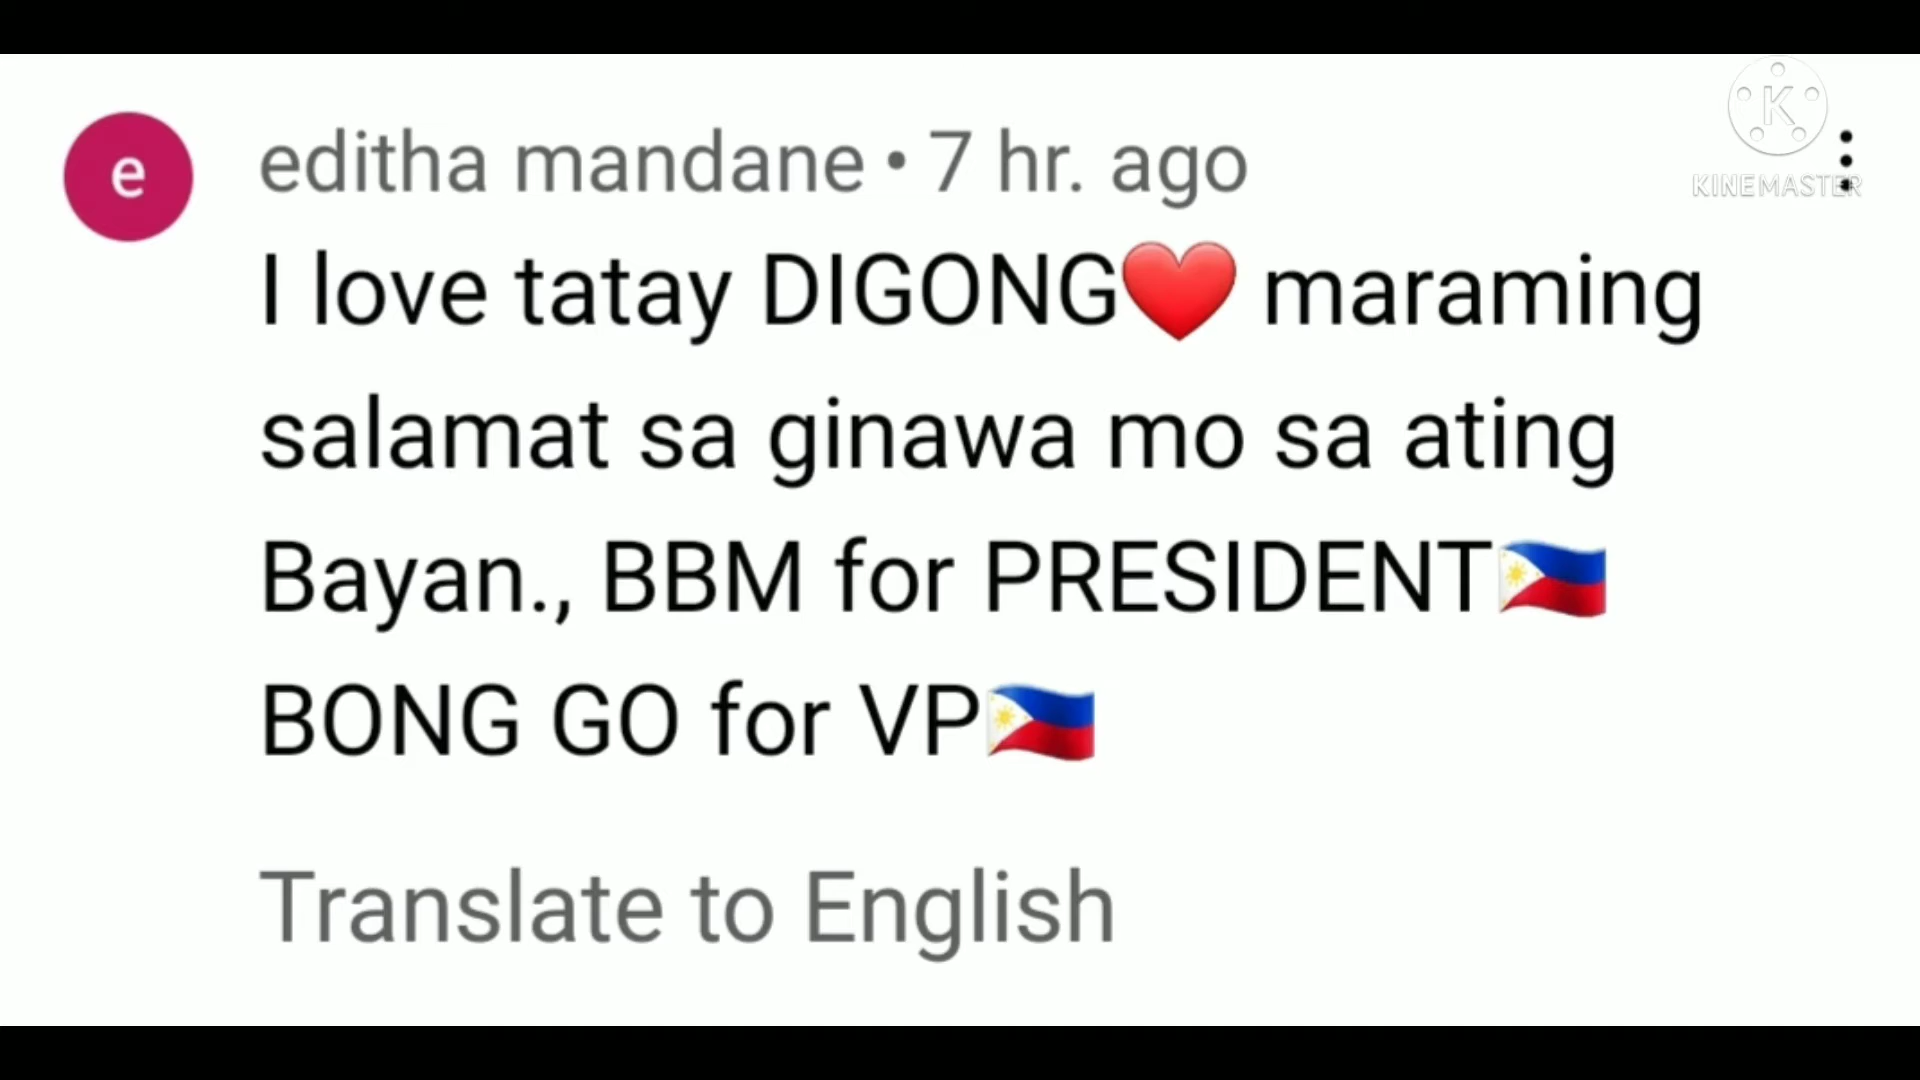 e
editha mandane • 7 hr. ago
K
KINEMASTER
I love tatay DIGONG❤️ maraming
salamat sa ginawa mo sa ating
Bayan., BBM for PRESIDENT🇵🇭
BONG GO for VP🇵🇭
Translate to English